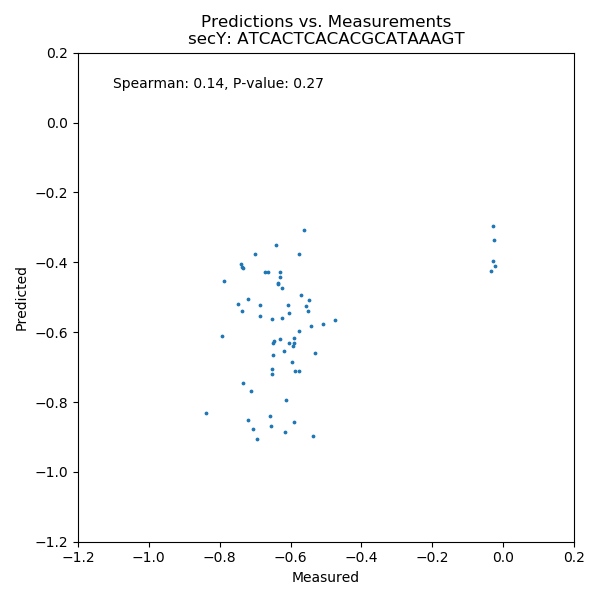 Predictions vs. Measurements
secY: ATCACTCACACGCATAAAGT
Spearman: 0.14, P-value: 0.27
0.2
0.0
−0.2
−0.4
−0.6
−0.8
−1.0
−1.2
Predicted
−1.2 −1.0 −0.8 −0.6 −0.4 −0.2 0.0 0.2
Measured